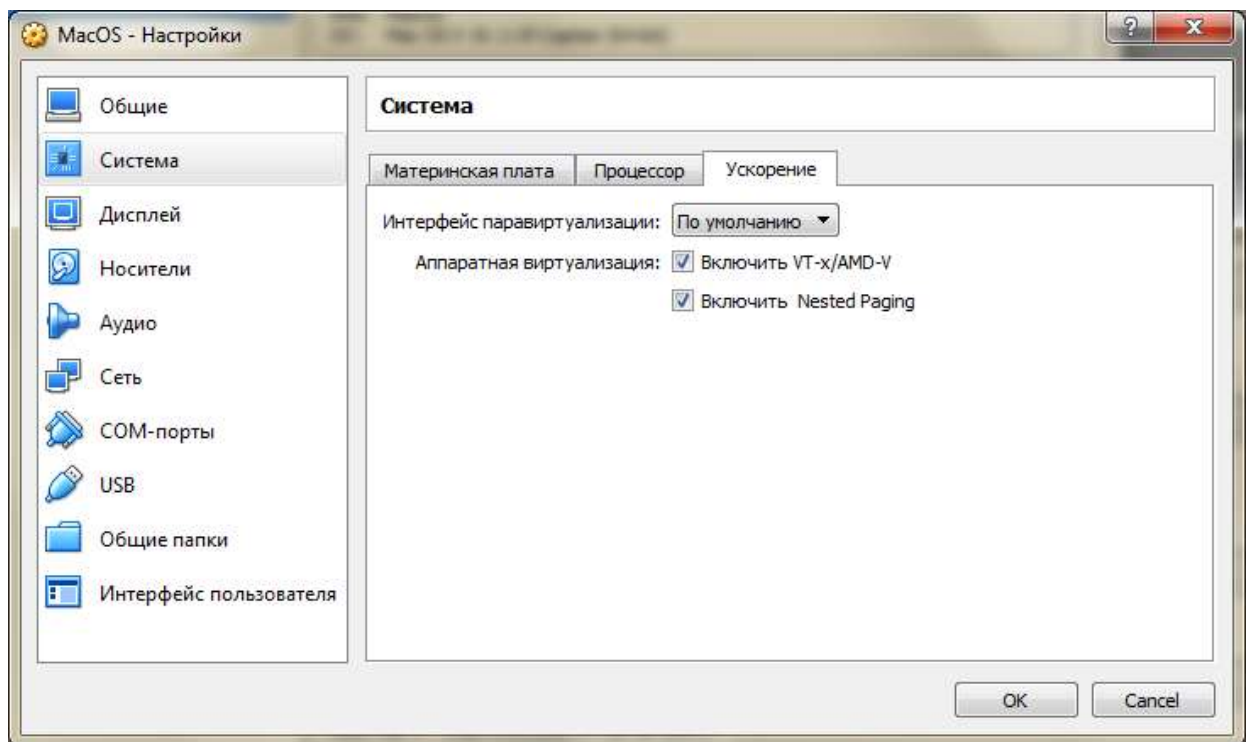 MacOS - Настройки
?
X
Общие
Система
Дисплей
Носители
Аудио
Сеть
COM-порты
USB
Общие папки
Интерфейс пользователя
Система
Материнская плата Процессор Ускорение
Интерфейс паравиртуализации: По умолчанию
Аппаратная виртуализация: Включить VT-x/AMD-V
Включить Nested Paging
OK Cancel